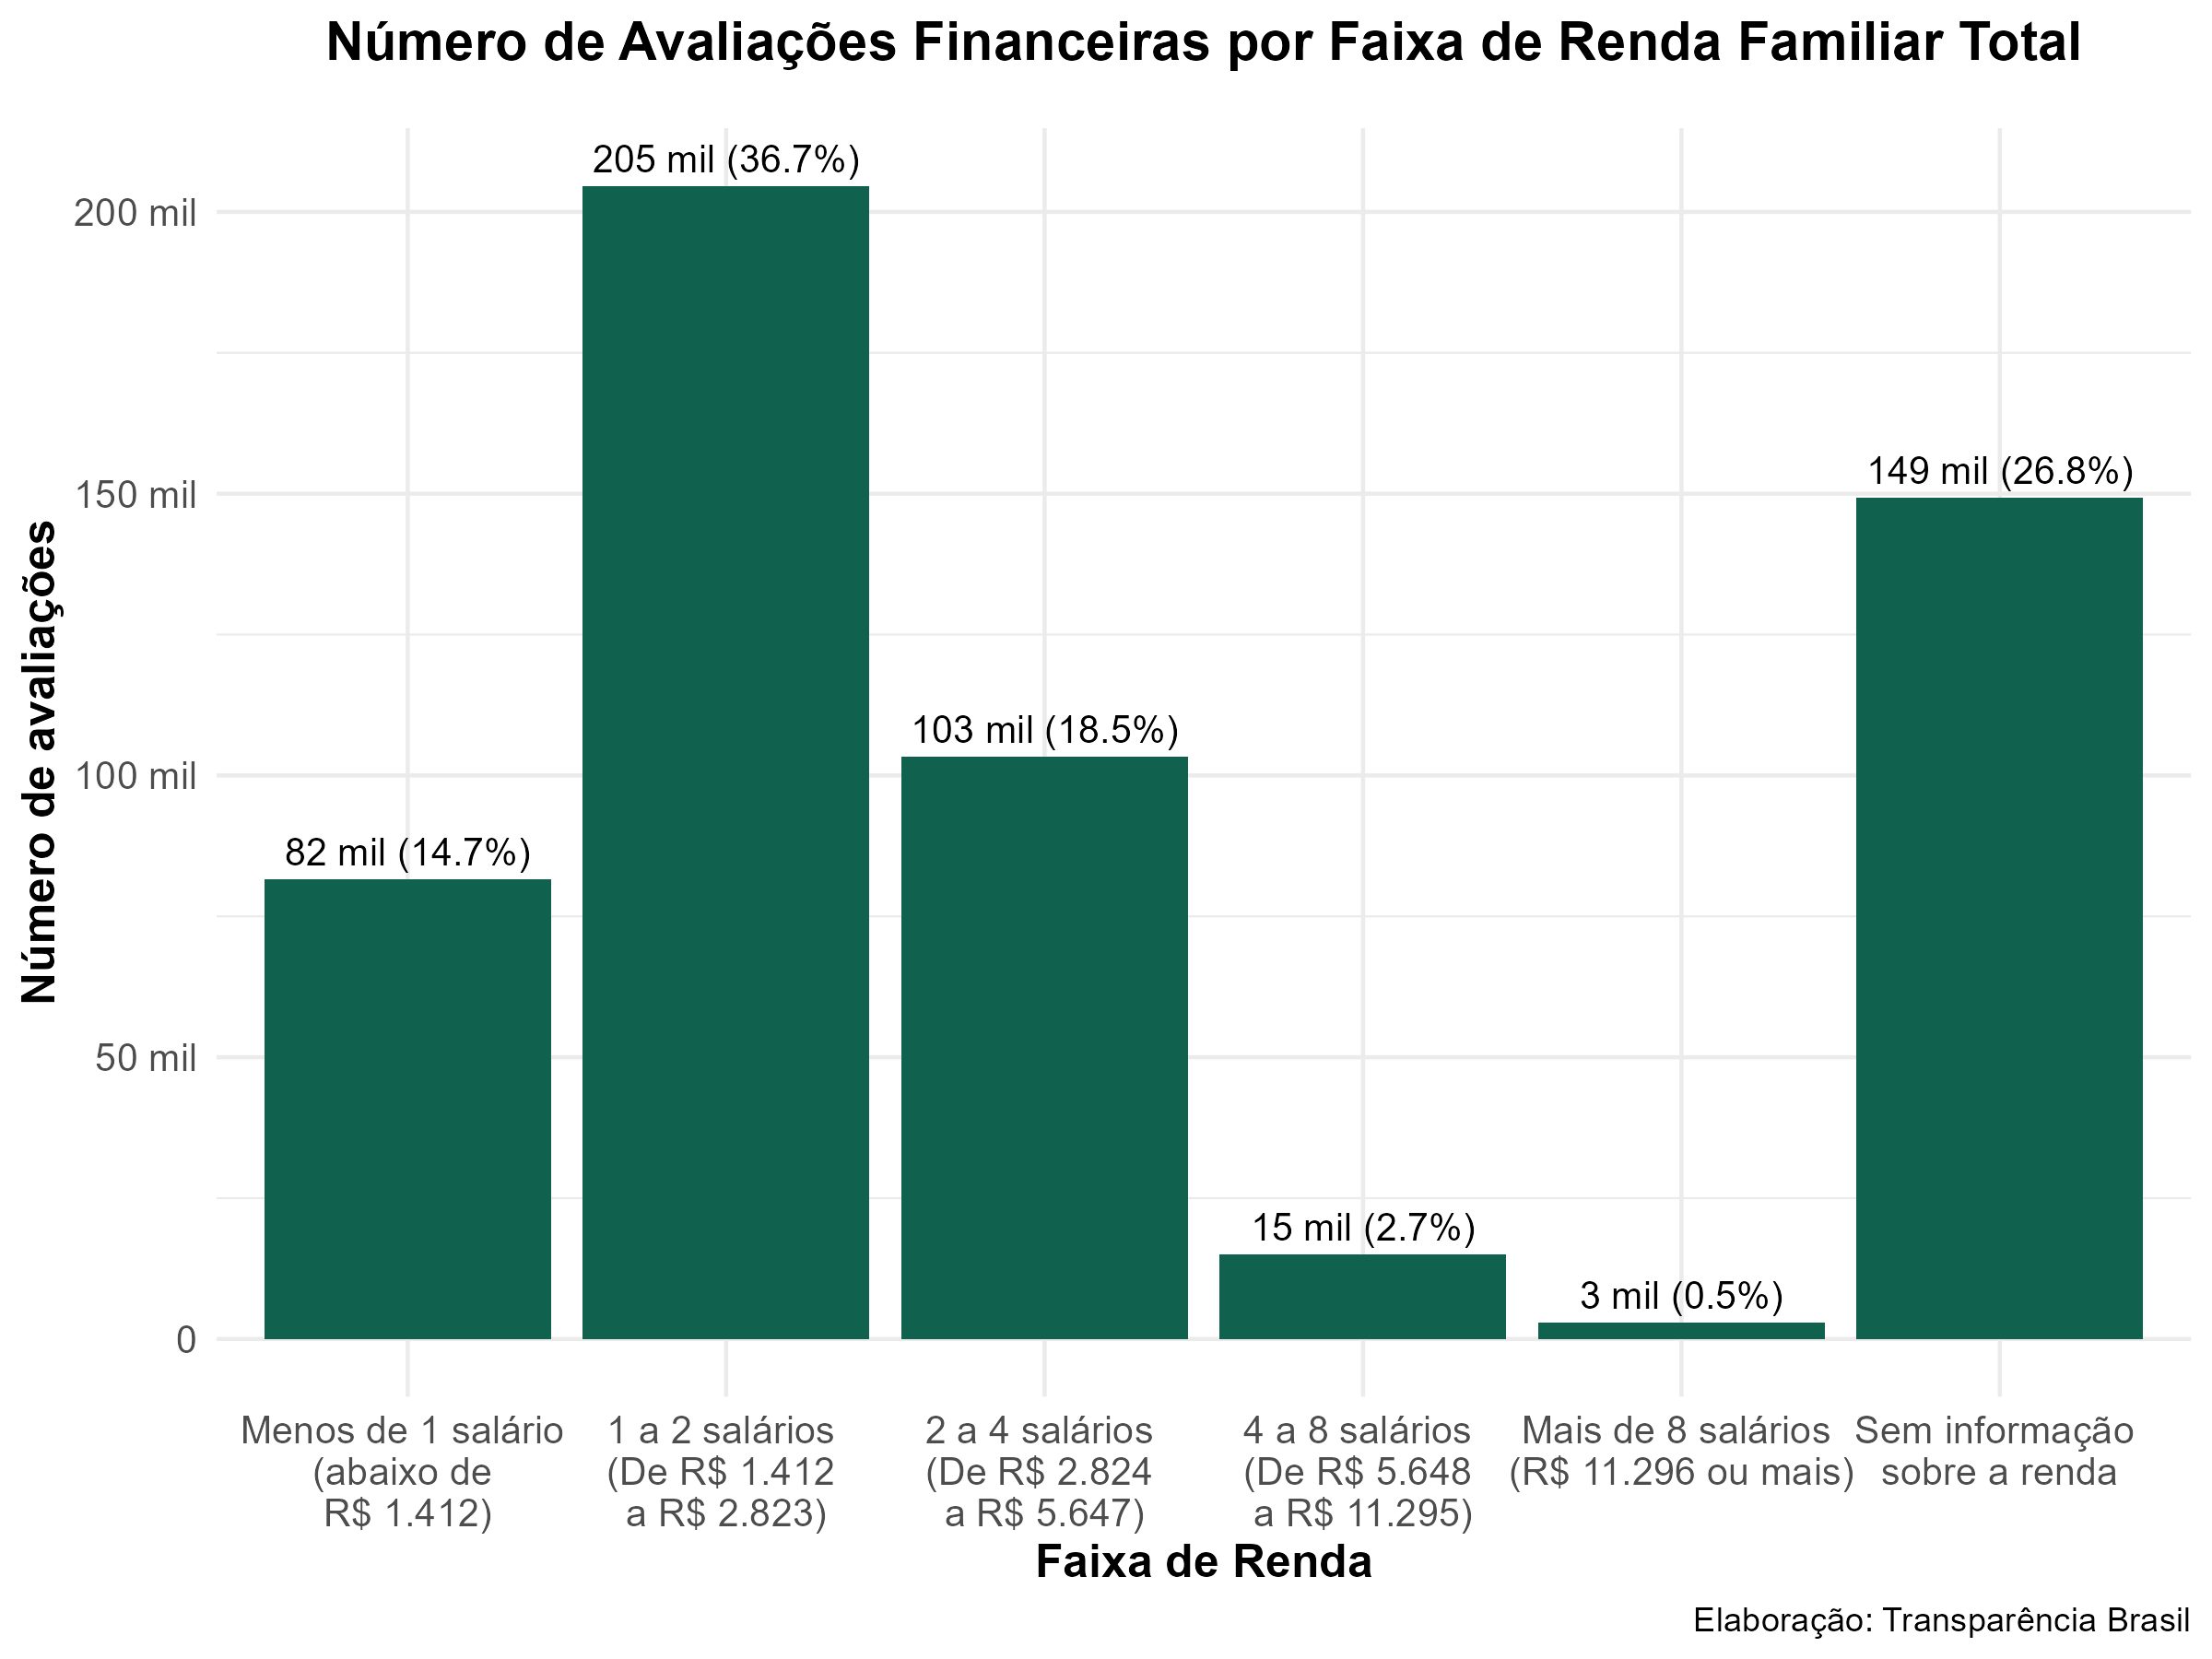 Número de Avaliações Financeiras por Faixa de Renda Familiar Total
Número de avaliações
200 mil
150 mil
100 mil
50 mil
0
82 mil (14.7%)
205 mil (36.7%)
103 mil (18.5%)
15 mil (2.7%)
3 mil (0.5%)
149 mil (26.8%)
Menos de 1 salário
(abaixo de
R$ 1.412)
1 a 2 salários
(De R$ 1.412
a R$ 2.823)
2 a 4 salários
(De R$ 2.824
a R$ 5.647)
4 a 8 salários
(De R$ 5.648
a R$ 11.295)
Mais de 8 salários
(R$ 11.296 ou mais)
Sem informação
sobre a renda
Faixa de Renda
Elaboração: Transparência Brasil